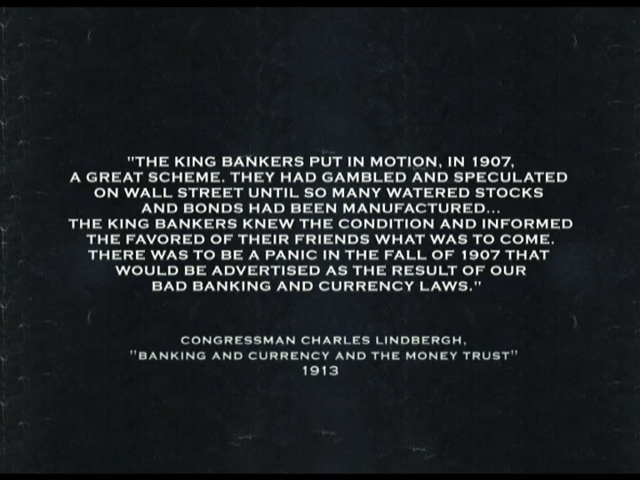 "THE KING BANKERS PUT IN MOTION, IN 1907,
A GREAT SCHEME. THEY HAD GAMBLED AND SPECULATED
ON WALL STREET UNTIL SO MANY WATERED STOCKS
AND BONDS HAD BEEN MANUFACTURED...
THE KING BANKERS KNEW THE CONDITION AND INFORMED
THE FAVORED OF THEIR FRIENDS WHAT WAS TO COME.
THERE WAS TO BE A PANIC IN THE FALL OF 1907 THAT
WOULD BE ADVERTISED AS THE RESULT OF OUR
BAD BANKING AND CURRENCY LAWS."
CONGRESSMAN CHARLES LINDBERGH,
"BANKING AND CURRENCY AND THE MONEY TRUST"
1913